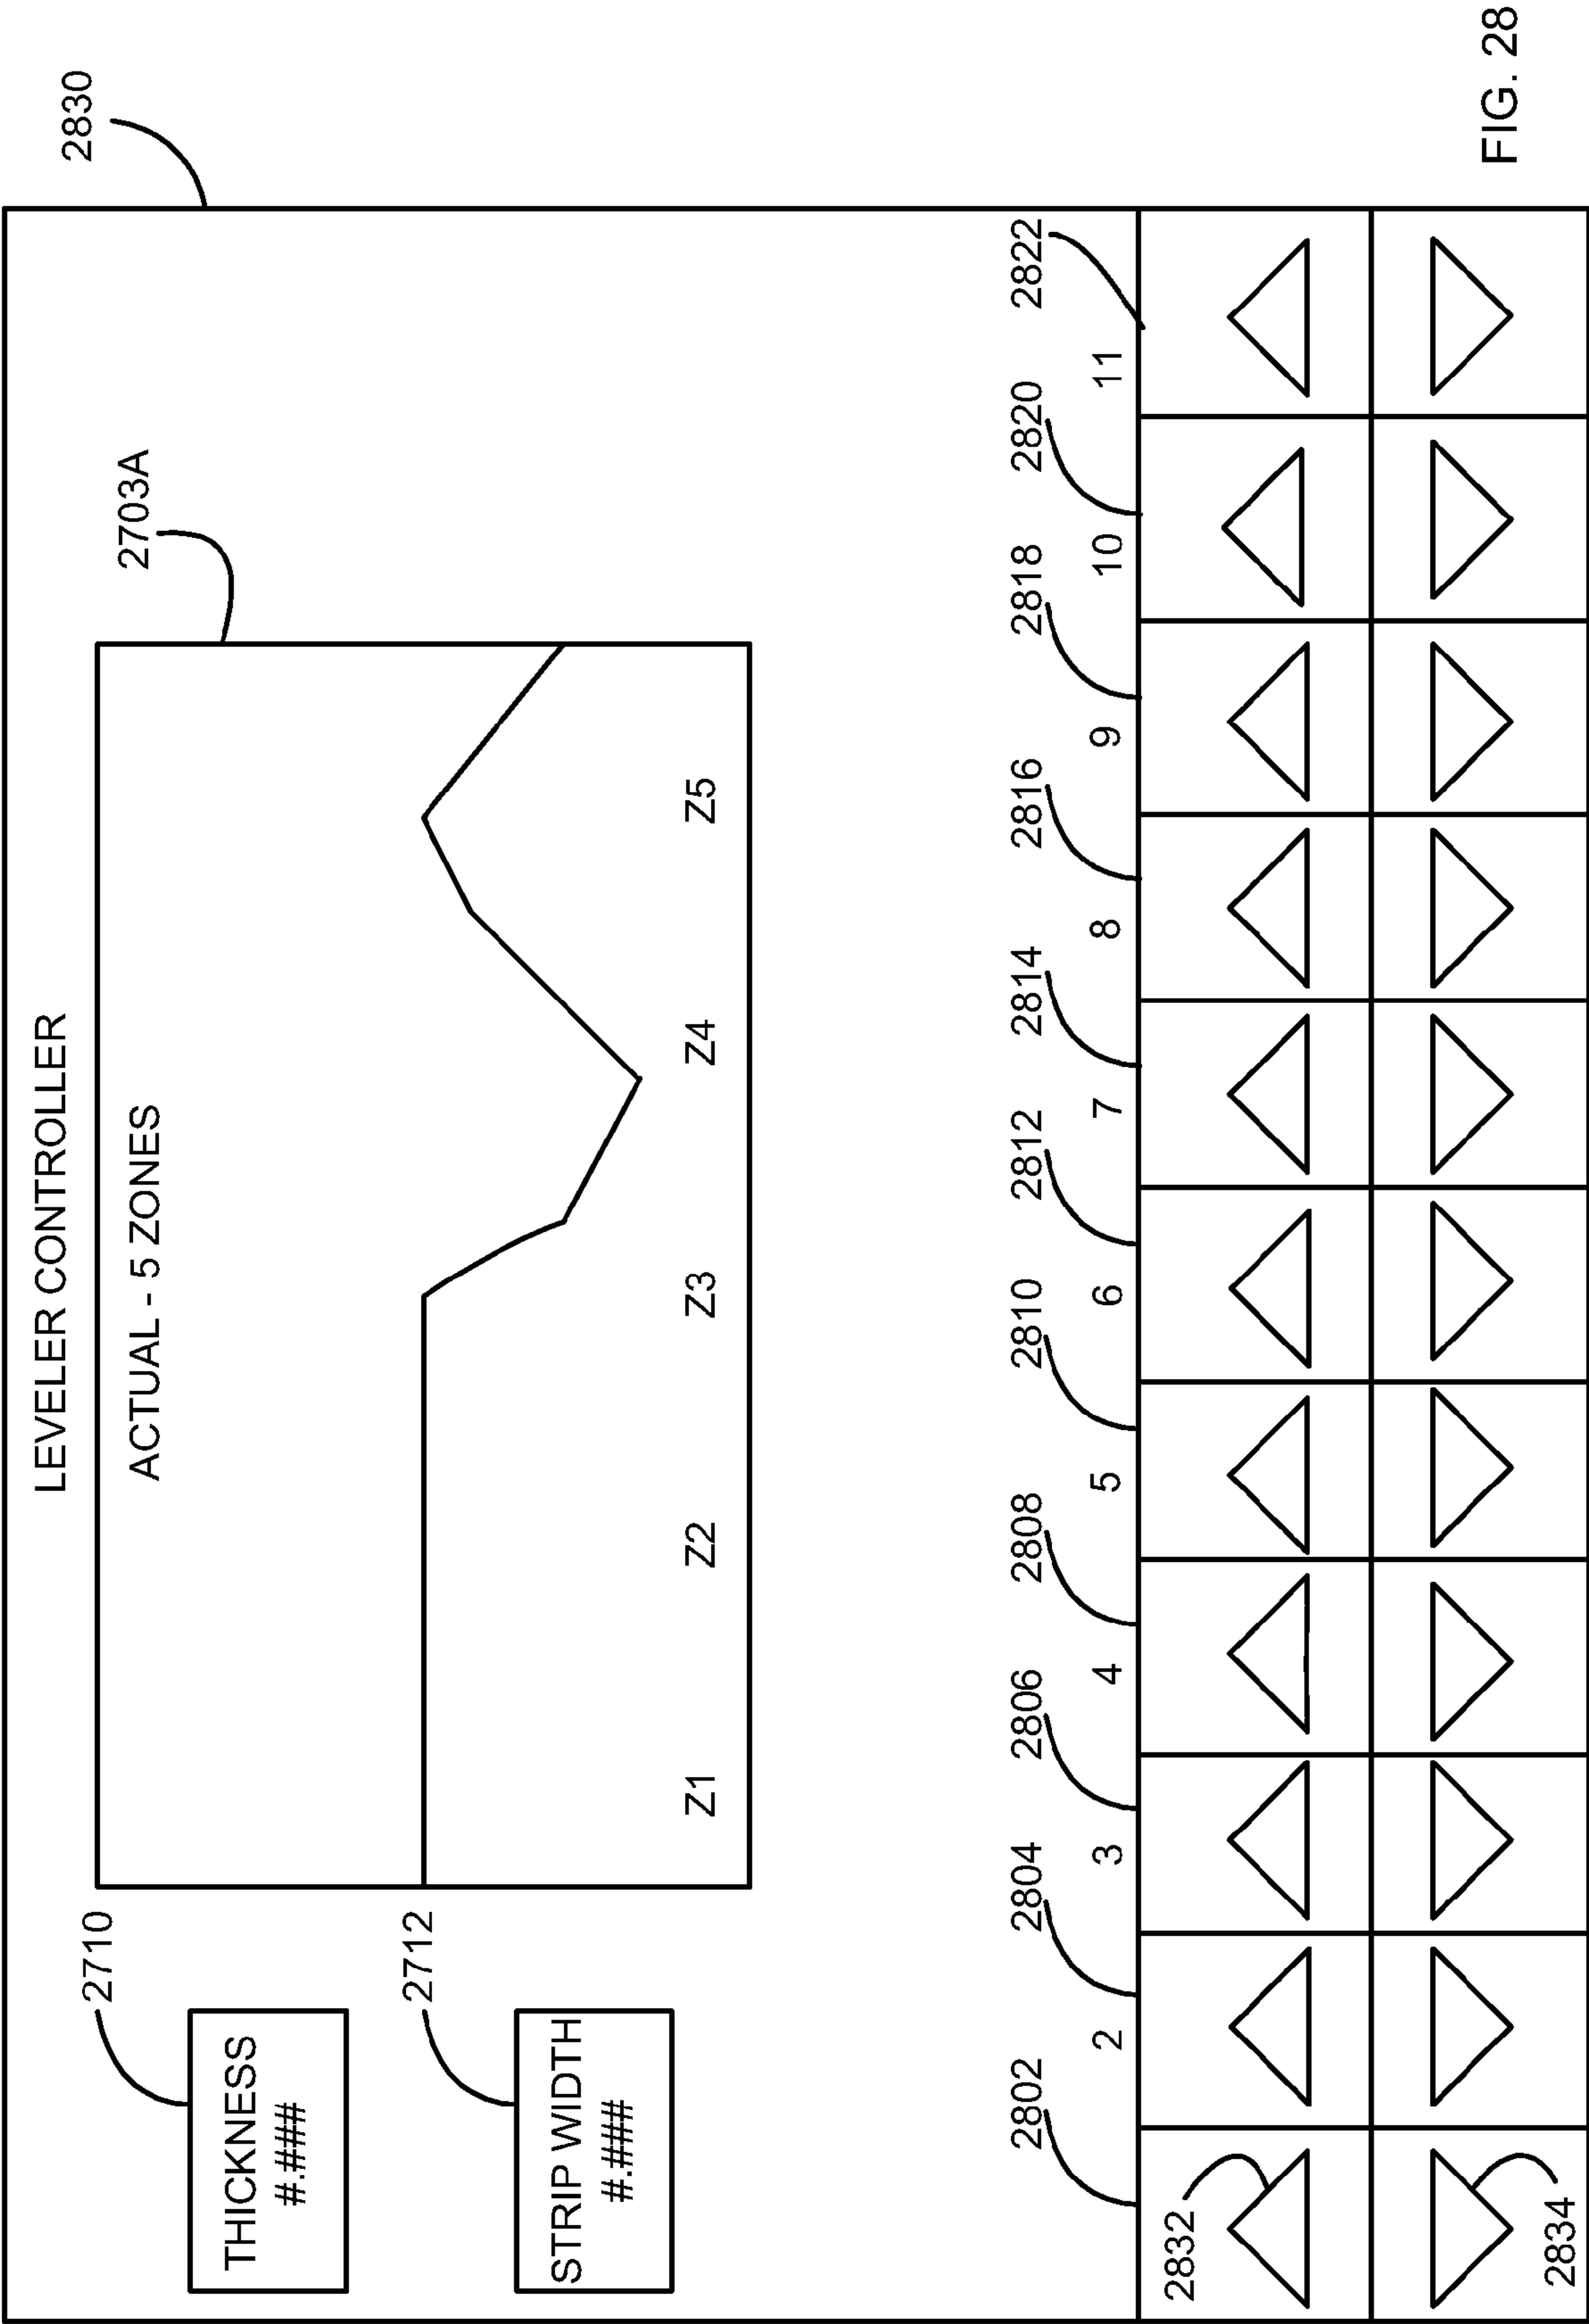 LEVELER CONTROLLER
2830
2710
THICKNESS
#.###
2712
STRIP WIDTH
#.###
ACTUAL - 5 ZONES
2703A
Z1 Z2 Z3 Z4 Z5
2802 2804 2806 2808 2810 2812 2814 2816 2818 2820 2822
2 3 4 5 6 7 8 9 10 11
2832
2834
FIG. 28